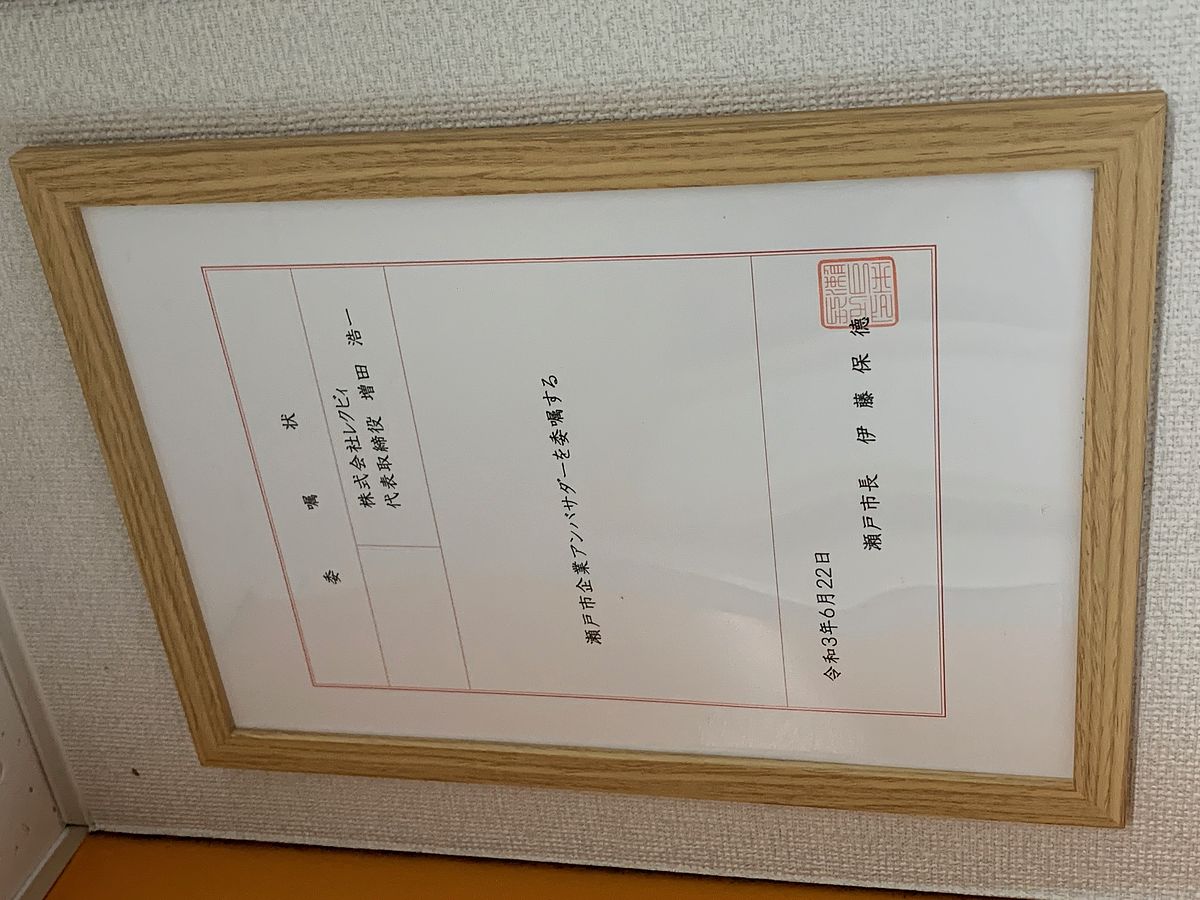 委嘱状
株式会社レクビィ
代表取締役 増田 浩一
瀬戸市企業アンバサダーを委嘱する
令和3年6月22日
瀬戸市長 伊藤保德